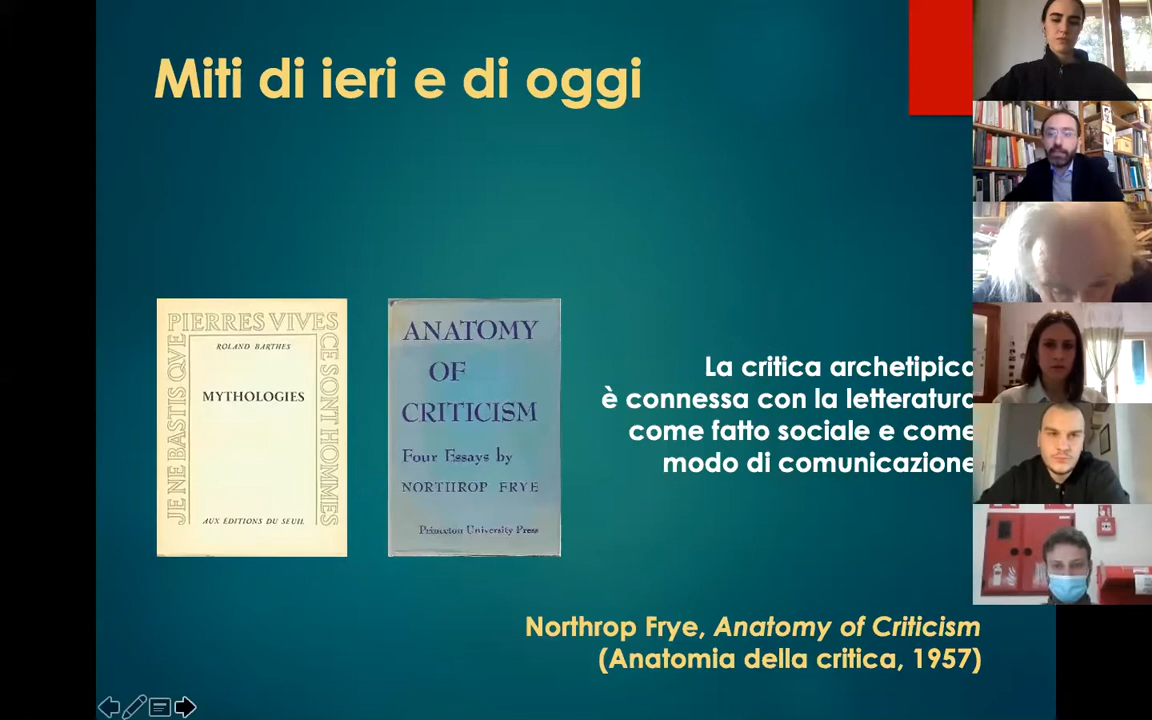 Miti di ieri e di oggi
PIERRES VIVES
JE NE BASTIS QVE
CE SONT HOMMES
ROLAND BARTHES
MYTHOLOGIES
AUX ÉDITIONS DU SEUIL
ANATOMY
OF
CRITICISM
Four Essays by
NORTHROP FRYE
Princeton University Press
La critica archetipica
è connessa con la letteratura
come fatto sociale e come
modo di comunicazione
Northrop Frye, Anatomy of Criticism
(Anatomia della critica, 1957)